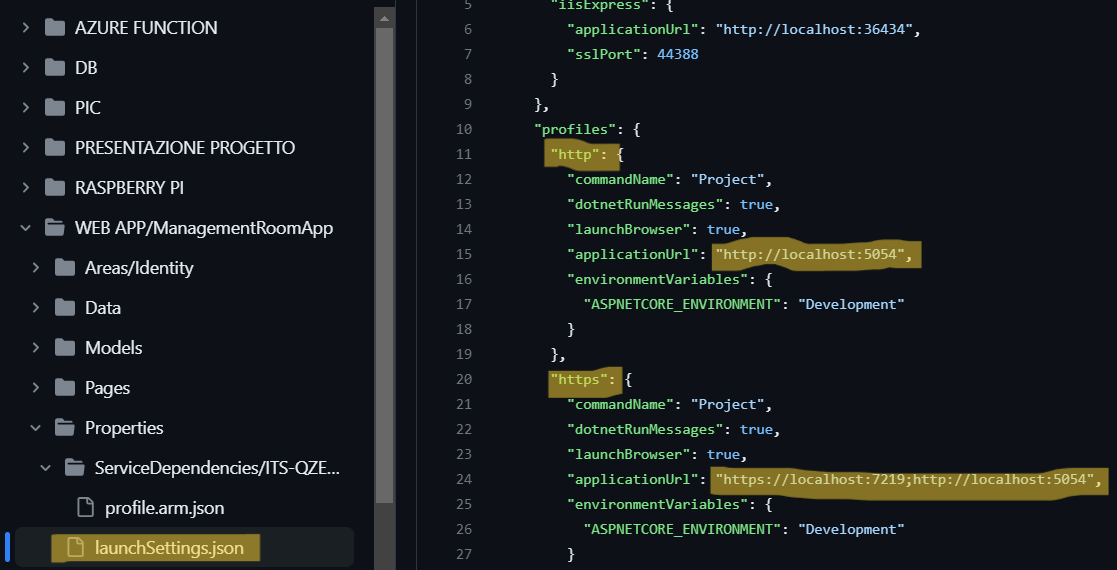 AZURE FUNCTION
DB
PIC
PRESENTAZIONE PROGETTO
RASPBERRY PI
WEB APP/ManagementRoomApp
Areas/Identity
Data
Models
Pages
Properties
ServiceDependencies/ITS-QZE...
profile.arm.json
launchSettings.json
5 "iisExpress": {
6 "applicationUrl": "http://localhost:36434",
7 "sslPort": 44388
8 }
9 },
10 "profiles": {
11 "http": {
12 "commandName": "Project",
13 "dotnetRunMessages": true,
14 "launchBrowser": true,
15 "applicationUrl": "http://localhost:5054",
16 "environmentVariables": {
17 "ASPNETCORE_ENVIRONMENT": "Development"
18 }
19 },
20 "https": {
21 "commandName": "Project",
22 "dotnetRunMessages": true,
23 "launchBrowser": true,
24 "applicationUrl": "https://localhost:7219;http://localhost:5054",
25 "environmentVariables": {
26 "ASPNETCORE_ENVIRONMENT": "Development"
27 }